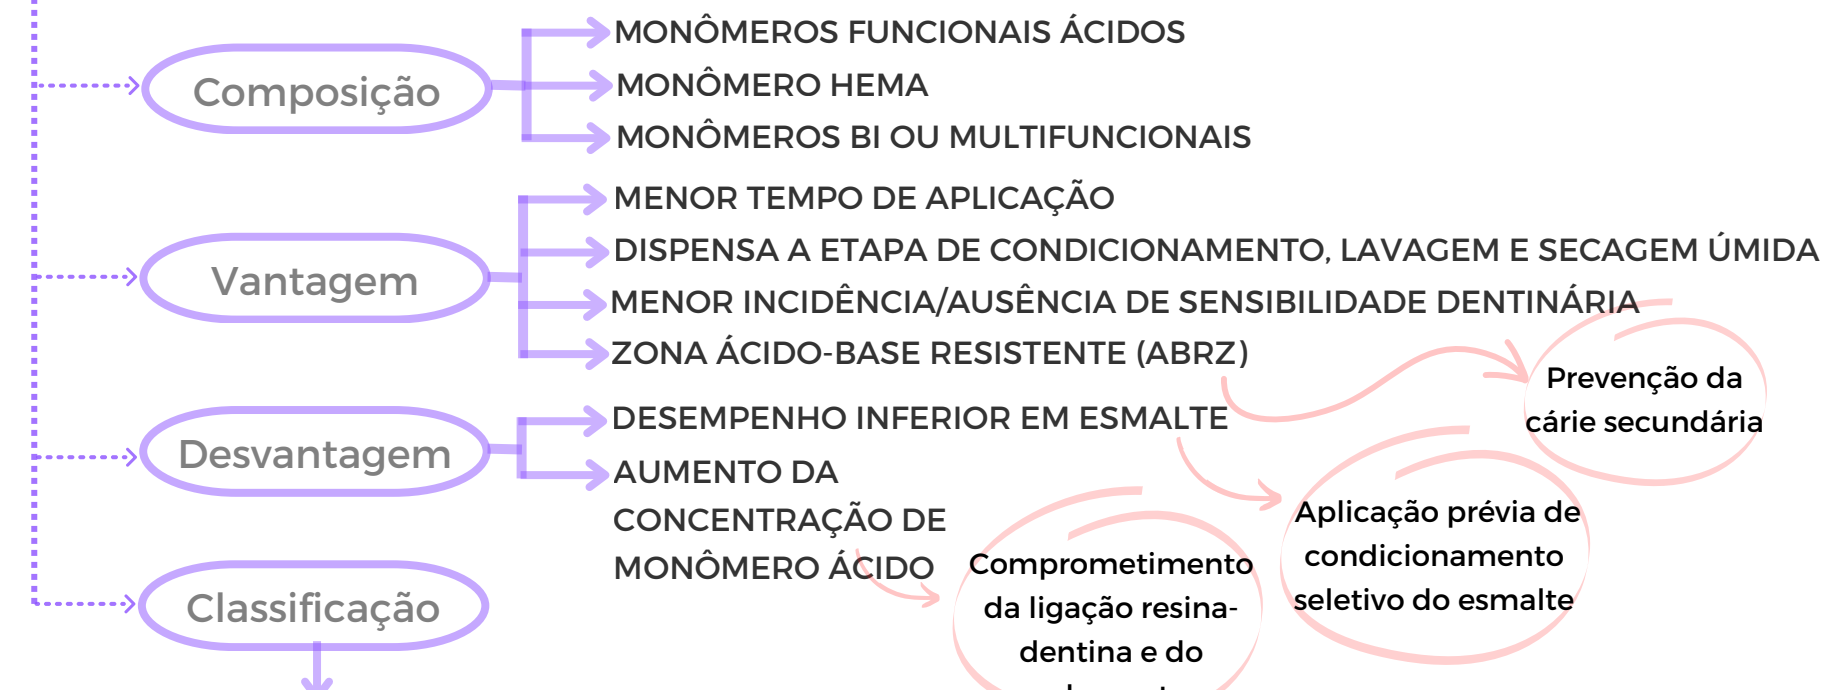 Composição
MONÔMEROS FUNCIONAIS ÁCIDOS
MONÔMERO HEMA
MONÔMEROS BI OU MULTIFUNCIONAIS
Vantagem
MENOR TEMPO DE APLICAÇÃO
DISPENSA A ETAPA DE CONDICIONAMENTO, LAVAGEM E SECAGEM ÚMIDA
MENOR INCIDÊNCIA/AUSÊNCIA DE SENSIBILIDADE DENTINÁRIA
ZONA ÁCIDO-BASE RESISTENTE (ABRZ)
Prevenção da
cárie secundária
Desvantagem
DESEMPENHO INFERIOR EM ESMALTE
Aplicação prévia de
condicionamento
seletivo do esmalte
AUMENTO DA
CONCENTRAÇÃO DE
MONÔMERO ÁCIDO
Comprometimento
da ligação resina-
dentina e do
Classificação